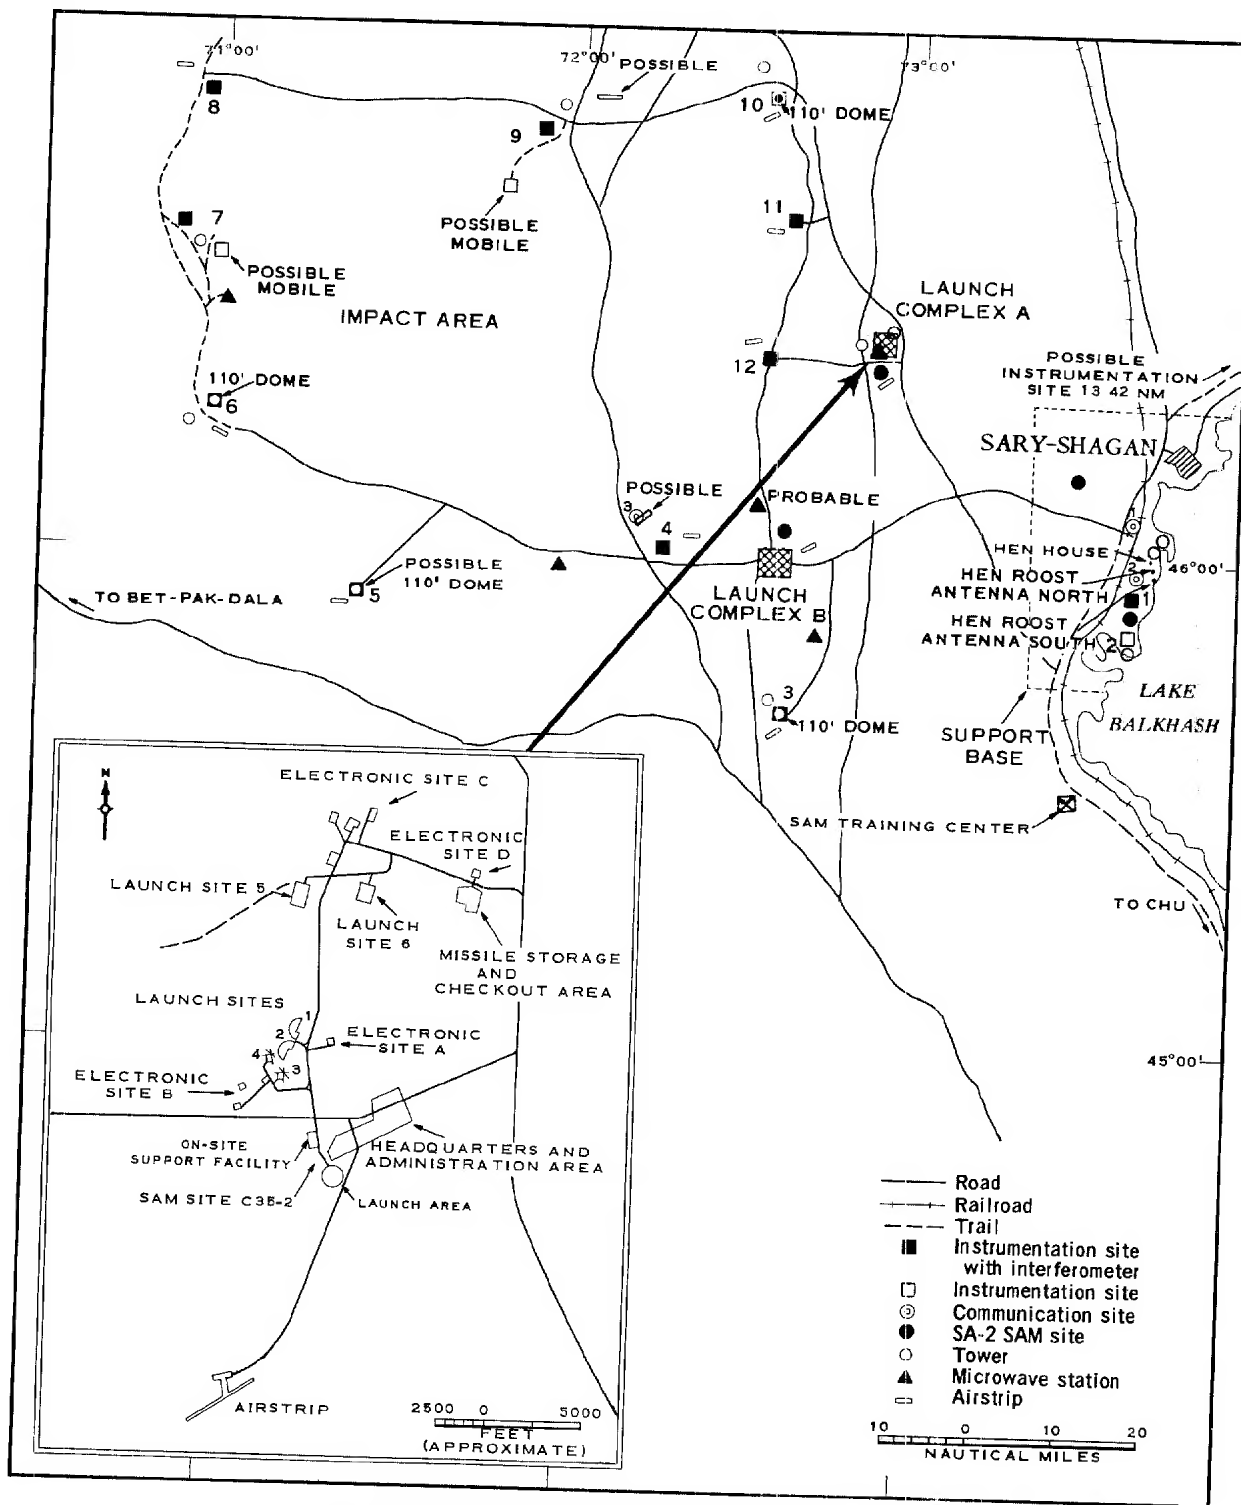 71°00'
72°00'
73°00'
POSSIBLE
8
9
10
110' DOME
POSSIBLE
MOBILE
11
7
POSSIBLE
MOBILE
IMPACT AREA
LAUNCH
COMPLEX A
12
110' DOME
6
POSSIBLE
INSTRUMENTATION
SITE 13 42 NM
SARY-SHAGAN
POSSIBLE
3
4
PROBABLE
1
HEN HOUSE
46°00'
2
HEN ROOST
ANTENNA NORTH
1
HEN ROOST
ANTENNA SOUTH
2
POSSIBLE
110' DOME
5
TO BET-PAK-DALA
LAUNCH
COMPLEX B
3
110' DOME
LAKE
BALKHASH
SUPPORT
BASE
SAM TRAINING CENTER
TO CHU
45°00'
N
ELECTRONIC SITE C
ELECTRONIC
SITE D
LAUNCH SITE 5
LAUNCH
SITE 6
MISSILE STORAGE
AND
CHECKOUT AREA
LAUNCH SITES
1
2
4
3
ELECTRONIC
SITE A
ELECTRONIC
SITE B
ON-SITE
SUPPORT FACILITY
HEADQUARTERS AND
ADMINISTRATION AREA
SAM SITE C35-2
LAUNCH AREA
AIRSTRIP
2500 0 5000
FEET
(APPROXIMATE)
Road
Railroad
Trail
Instrumentation site
with interferometer
Instrumentation site
Communication site
SA-2 SAM site
Tower
Microwave station
Airstrip
10 0 10 20
NAUTICAL MILES